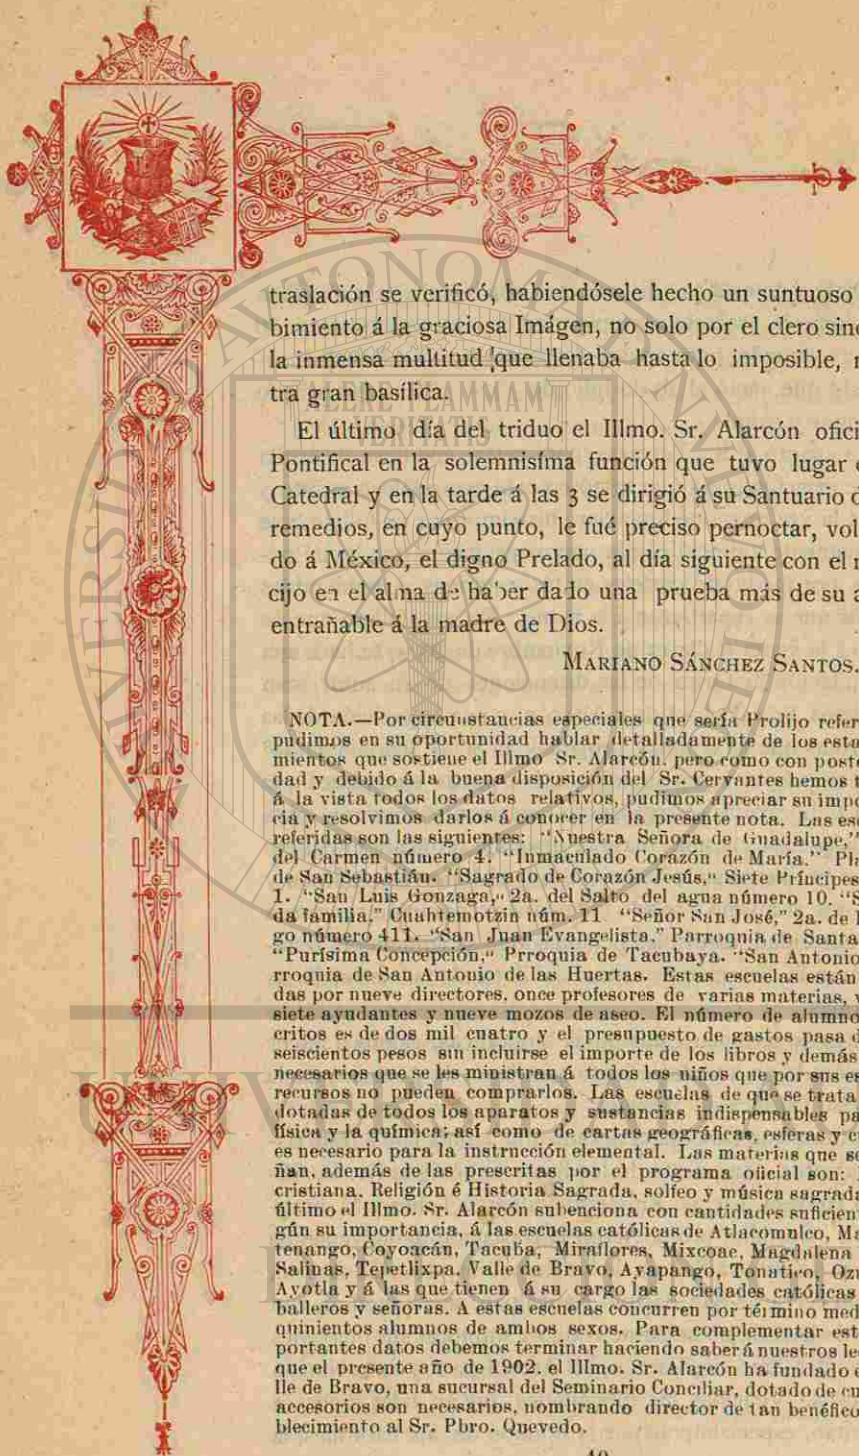 traslación se verificó, habiendósele hecho un suntuoso
bimiento á la graciosa Imágen, no solo por el clero sino
la inmensa multitud que llenaba hasta lo imposible,
tra gran basílica.
El último día del triduo el Illmo. Sr. Alarcón ofici
Pontifical en la solemnisíma función que tuvo lugar
Catedral y en la tarde á las 3 se dirigió á su Santuario
remedios, en cuyo punto, le fué preciso pernoctar, vol
do á México, el digno Prelado, al día siguiente con el
cijo en el alma de haber dado una prueba más de su
entrañable á la madre de Dios.
MARIANO SÁNCHEZ SANTOS.
NOTA.—Por circunstancias especiales que sería Prolijo refer
pudimos en su oportunidad hablar detalladamente de los esta
mientos que sostiene el Illmo Sr. Alarcón. pero como con poste
dad y debido á la buena disposición del Sr. Cervantes hemos t
á la vista todos los datos relativos, pudimos apreciar su impo
cia y resolvimos darlos á conocer en la presente nota. Las es
referidas son las siguientes: "Nuestra Señora de Guadalupe,"
del Carmen número 4. "Inmaculado Corazón de María." Pl
de San Sebastián. "Sagrado de Corazón Jesús," Siete Príncipes
1. "San Luis Gonzaga," 2a. del Salto del agua número 10. "S
da familia." Cuahtemotzin núm. 11 "Señor San José," 2a. de
go número 411. "San Juan Evangelista." Parroquia de Santa
"Purísima Concepción," Prroquia de Tacubaya. "San Antonio
rroquia de San Antonio de las Huertas. Estas escuelas están
das por nueve directores, once profesores de varias materias, v
siete ayudantes y nueve mozos de aseo. El número de alumno
critos es de dos mil cuatro y el presupuesto de gastos pasa
seiscientos pesos sin incluirse el importe de los libros y demás
necesarios que se les ministran á todos los niños que por sus es
recursos no pueden comprarlos. Las escuelas de que se trata
dotadas de todos los aparatos y sustancias indispensables pa
física y la química; así como de cartas geográficas, esferas y c
es necesario para la instrucción elemental. Las materias que s
ñan, además de las prescritas por el programa oficial son:
cristiana, Religión é Historia Sagrada, solfeo y música sagrada
último el Illmo. Sr. Alarcón subenciona con cantidades suficien
gún su importancia, á las escuelas católicas de Atlacomulco, Ma
tenango, Coyoacán, Tacuba, Miraflores, Mixcoac, Magdalena
Salinas, Tepetlixpa, Valle de Bravo, Ayapango, Tonatico, Ozu
Ayotla y á las que tienen á su cargo las sociedades católicas
balleros y señoras. A estas escuelas concurren por término med
quinientos alumnos de ambos sexos. Para complementar est
portantes datos debemos terminar haciendo saber á nuestros le
que el presente año de 1902. el Illmo. Sr. Alarcón ha fundado
lle de Bravo, una sucursal del Seminario Conciliar, dotado de cu
accesorios son necesarios, nombrando director de tan benéfico
blecimiento al Sr. Pbro. Quevedo.